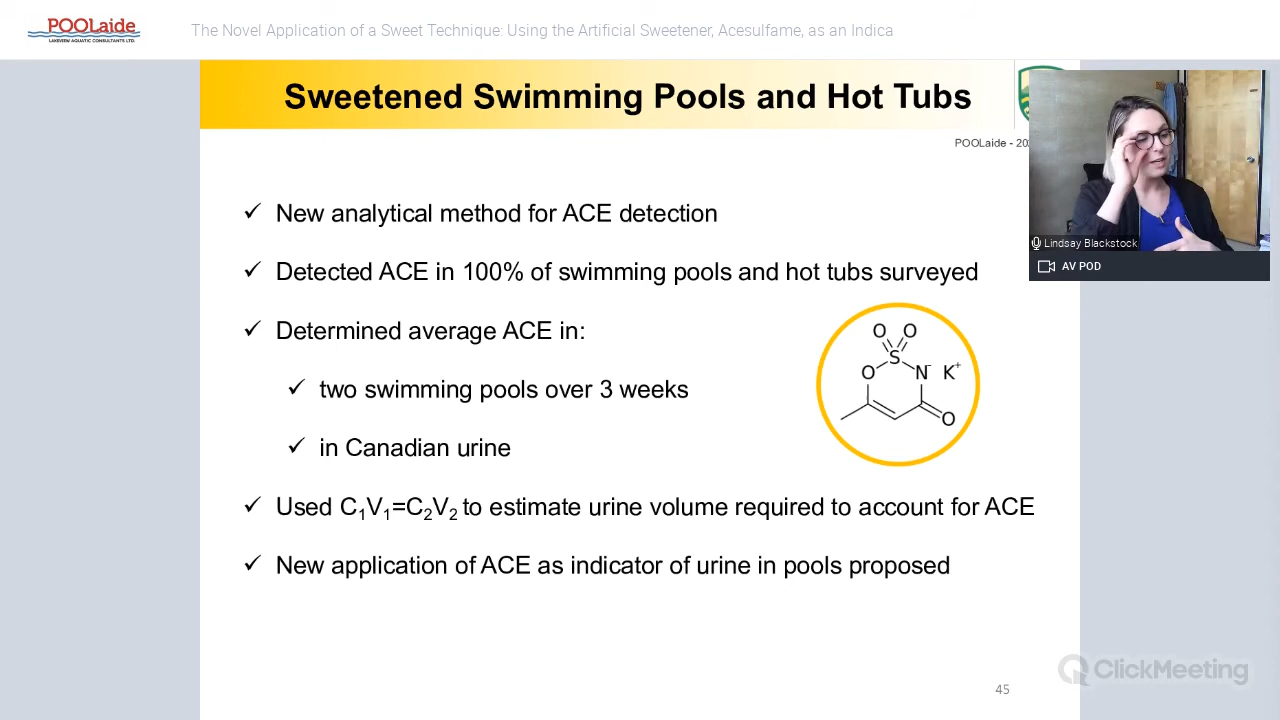 POOLaide
LAKEVIEW AQUATIC CONSULTANTS LTD.
The Novel Application of a Sweet Technique: Using the Artificial Sweetener, Acesulfame, as an Indica
Sweetened Swimming Pools and Hot Tubs
POOLaide - 20
✓ New analytical method for ACE detection
✓ Detected ACE in 100% of swimming pools and hot tubs surveyed
✓ Determined average ACE in:
✓ two swimming pools over 3 weeks
✓ in Canadian urine
✓ Used C₁V₁=C₂V₂ to estimate urine volume required to account for ACE
✓ New application of ACE as indicator of urine in pools proposed
O O
S
O N⁻ K⁺
O
Lindsay Blackstock
AV POD
45
ClickMeeting